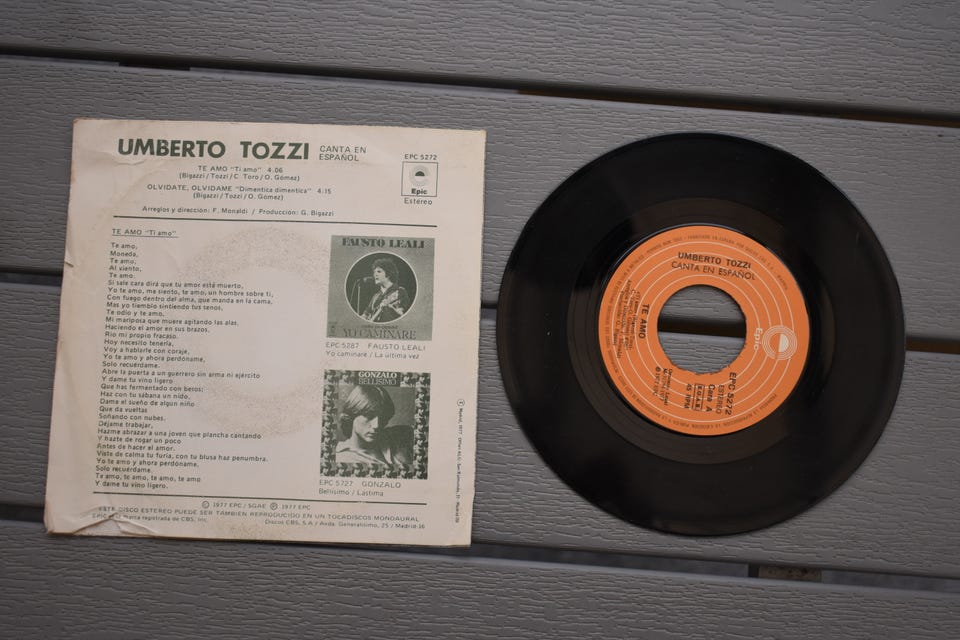 UMBERTO TOZZI CANTA EN ESPAÑOL
EPC 5272
Epic
Estéreo
TE AMO "Ti amo" 4.06
(Bigazzi/Tozzi/C Toro/O. Gómez)
OLVIDATE, OLVIDAME "Dimentica dimentica" 4:15
(Bigazzi/Tozzi/O. Gómez)
Arreglos y dirección: F. Monaldi / Producción: G. Bigazzi
TE AMO "Ti amo"
Te amo,
Moneda,
Te amo,
Al viento,
Te amo.
Si sale cara dirá que tu amor está muerto,
Yo te amo, me siento, te amo, un hombre sobre ti,
Con fuego dentro del alma, que manda en la cama,
Mas yo tiemblo sintiendo tus senos,
Te odio y te amo,
Mi mariposa que muere agitando las alas.
Haciendo el amor en sus brazos,
Rio mi propio fracaso.
Hoy necesito tenerla,
Voy a hablarle con coraje,
Yo te amo y ahora perdóname,
Solo recuérdame.
Abre la puerta a un guerrero sin arma ni ejército
Y dame tu vino ligero
Que has fermentado con besos:
Haz con tu sábana un nido,
Dame el sueño de algún niño
Que da vueltas
Soñando con nubes.
Déjame trabajar,
Hazme abrazar a una joven que plancha cantando
Y hazte de rogar un poco
Antes de hacer el amor.
Viste de calma tu furia, con tu blusa haz penumbra.
Yo te amo y ahora perdóname,
Solo recuérdame.
Te amo, te amo, te amo, te amo
Y dame tu vino ligero.
FAUSTO LEALI
YO CAMINARE
EPC 5287 FAUSTO LEALI
Yo caminaré / La última vez
GONZALO
BELLISIMO
EPC 5727 GONZALO
Bellísimo / Lástima
© 1977 EPC / SGAE Ⓟ 1977 EPC
ESTE DISCO ESTEREO PUEDE SER TAMBIEN REPRODUCIDO EN UN TOCADISCOS MONOAURAL
EPIC marca registrada de CBS, Inc.
Discos CBS, S.A / Avda. Generalísimo, 25 / Madrid-16
UMBERTO TOZZI
CANTA EN ESPAÑOL
TE AMO
Epic
EPC 5272
ESTEREO
Cara A
45 RPM